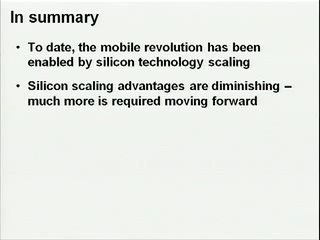 In summary
• To date, the mobile revolution has been
enabled by silicon technology scaling
• Silicon scaling advantages are diminishing –
much more is required moving forward